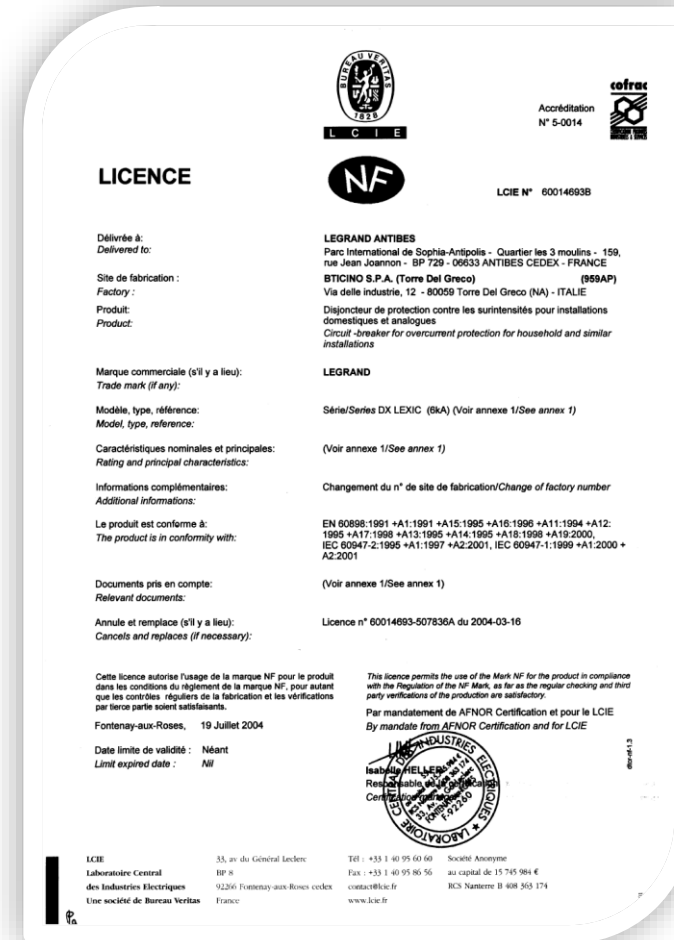 BUREAU VERITAS
1828
L C I E
cofrac
Accréditation
N° 5-0014
LICENCE
NF
LCIE N° 60014693B
Délivrée à:
Delivered to:
LEGRAND ANTIBES
Parc International de Sophia-Antipolis - Quartier les 3 moulins - 159,
rue Jean Joannon - BP 729 - 06633 ANTIBES CEDEX - FRANCE
Site de fabrication :
Factory :
BTICINO S.P.A. (Torre Del Greco) (959AP)
Via delle industrie, 12 - 80059 Torre Del Greco (NA) - ITALIE
Produit:
Product:
Disjoncteur de protection contre les surintensités pour installations
domestiques et analogues
Circuit -breaker for overcurrent protection for household and similar
installations
Marque commerciale (s'il y a lieu):
Trade mark (if any):
LEGRAND
Modèle, type, référence:
Model, type, reference:
Série/Series DX LEXIC (6kA) (Voir annexe 1/See annex 1)
Caractéristiques nominales et principales:
Rating and principal characteristics:
(Voir annexe 1/See annex 1)
Informations complémentaires:
Additional informations:
Changement du n° de site de fabrication/Change of factory number
Le produit est conforme à:
The product is in conformity with:
EN 60898:1991 +A1:1991 +A15:1995 +A16:1996 +A11:1994 +A12:
1995 +A17:1998 +A13:1995 +A14:1995 +A18:1998 +A19:2000,
IEC 60947-2:1995 +A1:1997 +A2:2001, IEC 60947-1:1999 +A1:2000 +
A2:2001
Documents pris en compte:
Relevant documents:
(Voir annexe 1/See annex 1)
Annule et remplace (s'il y a lieu):
Cancels and replaces (if necessary):
Licence n° 60014693-507836A du 2004-03-16
Cette licence autorise l'usage de la marque NF pour le produit
dans les conditions du règlement de la marque NF, pour autant
que les contrôles réguliers de la fabrication et les vérifications
par tierce partie soient satisfaisants.
Fontenay-aux-Roses, 19 Juillet 2004
Date limite de validité : Néant
Limit expired date : Nil
This licence permits the use of the Mark NF for the product in compliance
with the Regulation of the NF Mark, as far as the regular checking and third
party verifications of the production are satisfactory.
Par mandatement de AFNOR Certification et pour le LCIE
By mandate from AFNOR Certification and for LCIE
Isabelle HELLER
Responsable de la certification
Certification manager
LABORATOIRE CENTRAL DES INDUSTRIES ELECTRIQUES
F-92260
LCIE
Laboratoire Central
des Industries Electriques
Une société de Bureau Veritas
33, av du Général Leclerc
BP 8
92266 Fontenay-aux-Roses cedex
France
Tél : +33 1 40 95 60 60
Fax : +33 1 40 95 86 56
contact@lcie.fr
www.lcie.fr
Société Anonyme
au capital de 15 745 984 €
RCS Nanterre B 408 363 174